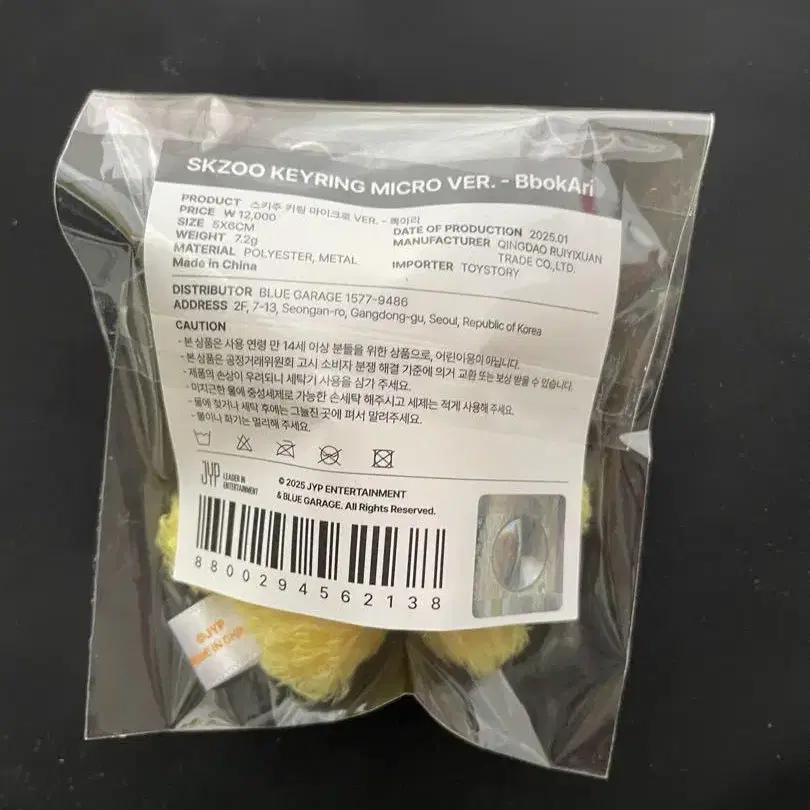 SKZOO KEYRING MICRO VER. - BbokAri
PRODUCT 스키주 키링 마이크로 VER. - 뽁아리
PRICE ₩ 12,000
SIZE 5X6CM
WEIGHT 7.2g
MATERIAL POLYESTER, METAL
Made in China
DATE OF PRODUCTION 2025.01
MANUFACTURER QINGDAO RUIYIXUAN
TRADE CO.,LTD.
IMPORTER TOYSTORY
DISTRIBUTOR BLUE GARAGE 1577-9486
ADDRESS 2F, 7-13, Seongan-ro, Gangdong-gu, Seoul, Republic of Korea
CAUTION
- 본 상품은 사용 연령 만 14세 이상 분들을 위한 상품으로, 어린이용이 아닙니다.
- 본 상품은 공정거래위원회 고시 소비자 분쟁 해결 기준에 의거 교환 또는 보상 받을 수 있습니다.
- 제품의 손상이 우려되니 세탁기 사용을 삼가 주세요.
- 미지근한 물에 중성세제로 가능한 손세탁 해주시고 세제는 적게 사용해 주세요.
- 물에 젖거나 세탁 후에는 그늘진 곳에 펴서 말려주세요.
- 불이나 화기는 멀리해 주세요.
JYP LEADER IN
ENTERTAINMENT
© 2025 JYP ENTERTAINMENT
& BLUE GARAGE. All Rights Reserved.
8800294562138
©JYP